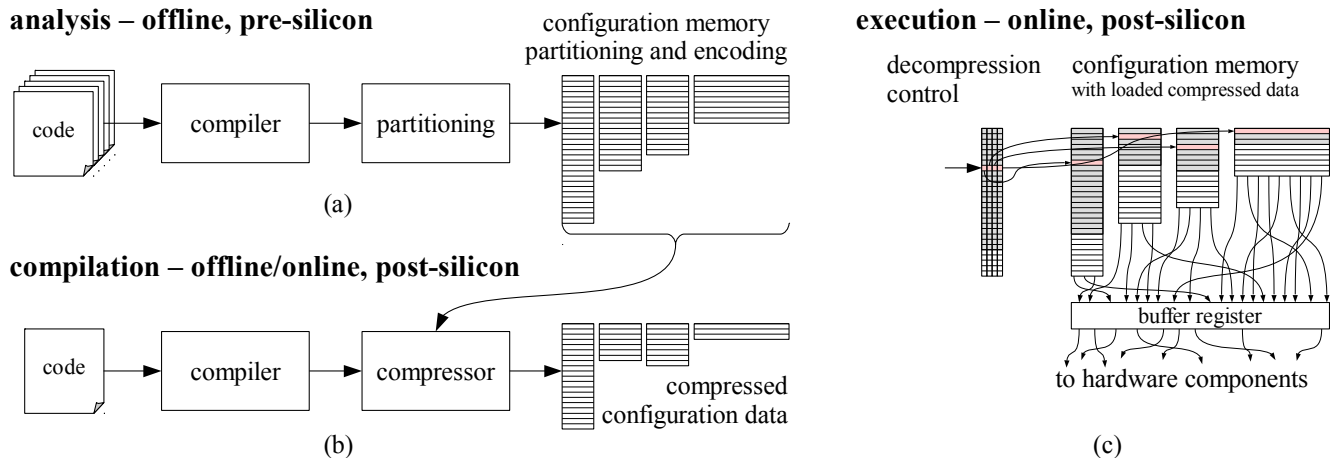 analysis – offline, pre-silicon
configuration memory
partitioning and encoding
code
compiler
partitioning
(a)
compilation – offline/online, post-silicon
code
compiler
compressor
compressed
configuration data
(b)
execution – online, post-silicon
decompression
control
configuration memory
with loaded compressed data
buffer register
to hardware components
(c)